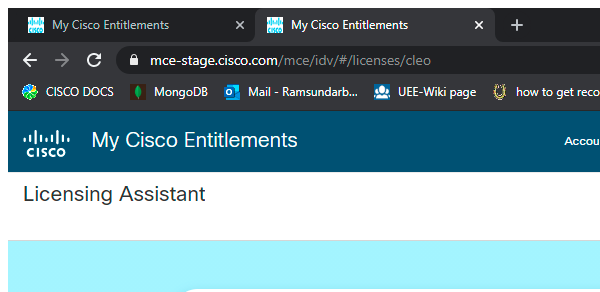 My Cisco Entitlements
My Cisco Entitlements
mce-stage.cisco.com/mce/idv/#/licenses/cleo
CISCO DOCS
MongoDB
Mail - Ramsundarb...
UEE-Wiki page
how to get reco
CISCO
My Cisco Entitlements
Accou
Licensing Assistant